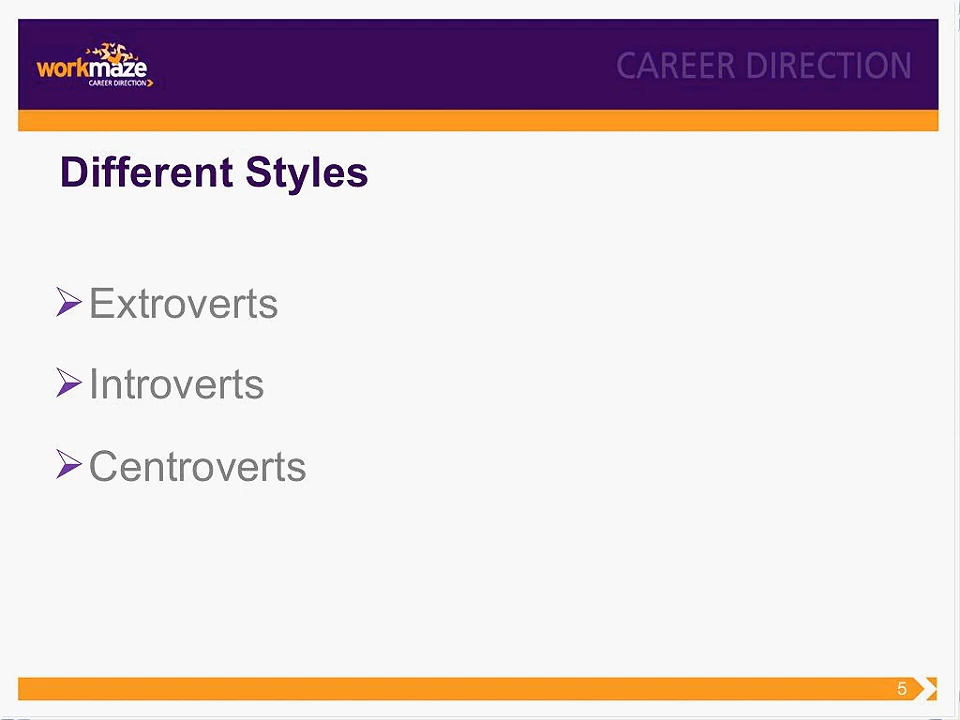 workmaze
CAREER DIRECTION
CAREER DIRECTION
Different Styles
Extroverts
Introverts
Centroverts
5